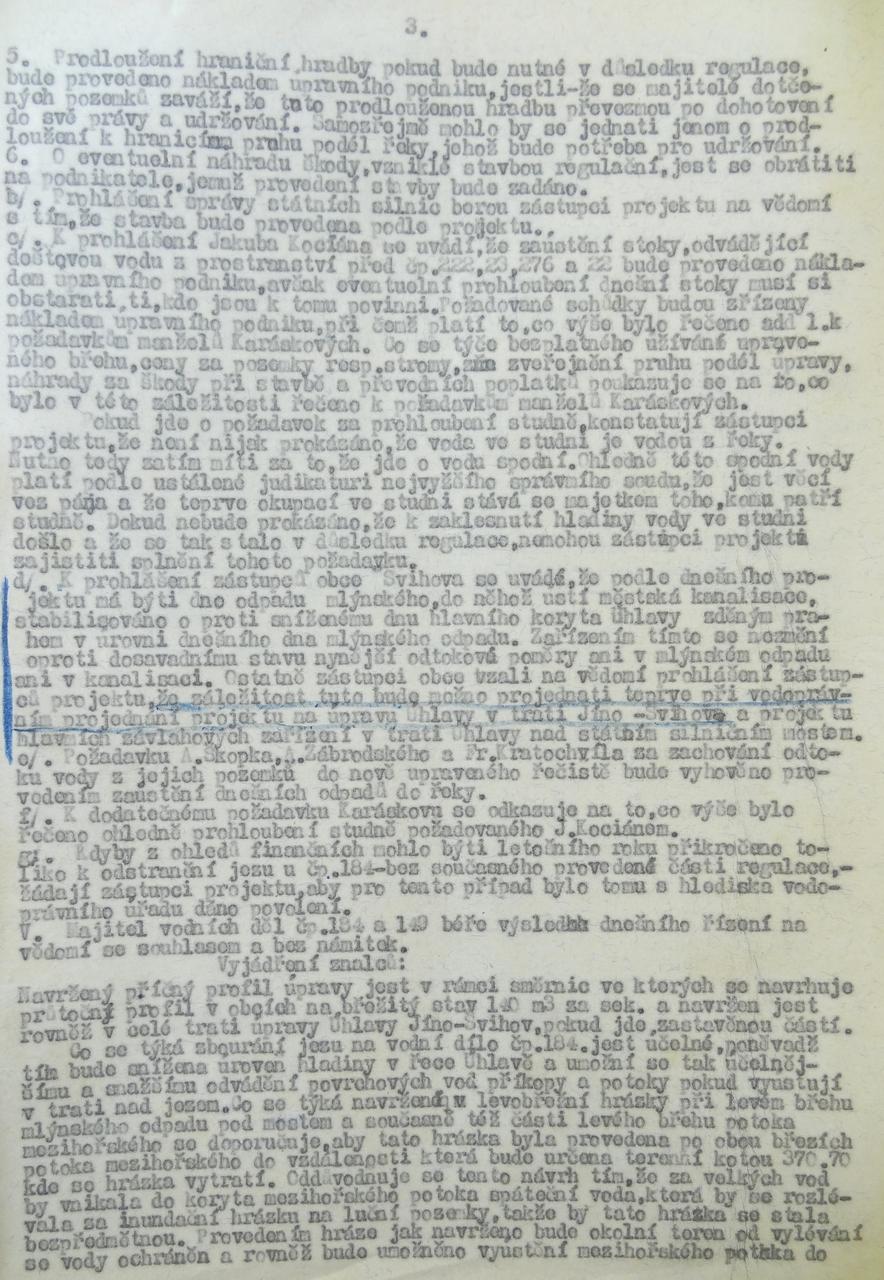 3.
5. Predloužení hraniční hradby pokud bude nutné v důsledku regulace,
bude provedeno nákladem upravního podniku,jestli-že se majitelé dotče-
ných pozemků zaváží,že tuto predlouženou hradbu převezmou po dohotovení
do své právy a udržování. Samozřejmě mohlo by se jednati jenom o prod-
loužení k hranicím pruhu podél řeky,jehož bude potřeba pro udržování.
6. O eventuelní náhradu škody,vzniklé stavbou regulační,jest se obrátiti
na podnikatele,jemuž provedení stavby bude zadáno.
b/. Prohlášení správy státních silnic berou zástupci projektu na vědomí
s tím,že stavba bude provedena podle projektu..
c/. K prohlášení Jakuba Kociána se uvádí,že zaustění stoky,odvádějící
dešťovou vodu z prostranství před čp.222,23,276 a 22 bude provedeno nákla-
dem upravního podniku,avšak eventuelní prohloubení dnešní stoky musí si
obstarati,ti,kdo jsou k tomu povinni.Požadované schůdky budou zřízeny
nákladem upravního podniku,při čemž platí to,co výše bylo řečeno add 1.k
požadavkům manželů Karáskových. Co se týče bezplatného užívání uprave-
ného břehu,ceny za pozemky resp.stromy, zveřejnění pruhu podél úpravy,
náhrady za škody při stavbě a převodních poplatků poukazuje se na to,co
bylo v této záležitosti řečeno k požadavkům manželů Karáskových.
Pokud jde o požadavek za prohloubení studně,konstatují zástupci
projektu,že není nijak prokázáno,že voda ve studni je vodou z řeky.
Nutno tedy zatím míti za to,že jde o vodu spodní.Ohledně této spodní vody
platí podle ustálené judikaturi nejvyššího správního soudu,že jest věcí
bez pána a že teprve okupací ve studni stává se majetkem toho,komu patří
studně. Dokud nebude prokázáno,že k zaklesnutí hladiny vody ve studni
došlo a že se tak stalo v důsledku regulace,nemohou zástupci projektu
zajistiti splnění tohoto požadavku.
d/. K prohlášení zástupců obce Švihova se uvádé,že podle dnešního pro-
jektu má býti dno odpadu mlýnského,do něhož ústí městská kanalisace,
stabilisováno o proti sníženému dnu hlavního koryta Úhlavy zděným pra-
hem v urovni dnešního dna mlýnského odpadu. Zařízením tímto se nezmění
oproti dosavadnímu stavu nynější odtokové poměry ani v mlýnském odpadu
ani v kanalisaci. Ostatně zástupci obce vzali na vědomí prohlášení zástup-
ců projektu,že záležitost tuto bude možno projednati teprve při vodopráv-
ním projednání projektu na úpravu Úhlavy v trati Jíno -Švihov a projektu
hlavních závlahových zařízení v trati Úhlavy nad státním silničním mostem.
e/. Požadavku A.Skopka,A.Zábrodského a Fr.Kratochvíla za zachování odto-
ku vody z jejich pozemků do nově upraveného řečiště bude vyhověno pro-
vedením zaustění dnešních odpadů do řeky.
f/. K dodatečnému požadavku Karáskovu se odkazuje na to,co výše bylo
řečeno ohledně prohloubení studně požadovaného J.Kociánem.
g/. Kdyby z ohledů finančních mohlo býti letošního roku přikročeno to-
liko k odstranění jezu u čp.184-bez současného provedené části regulace,-
žádají zástupci projektu,aby pro tento případ bylo tomu s hlediska vodo-
právního úřadu dáno povolení.
V. Majitel vodních děl čp.184 a 149 béře výsledek dnešního řízení na
vědomí se souhlasem a bez námitek.
Vyjádření znalců:
Navržený příčný profil úpravy jest v rámci směrnic ve kterých se navrhuje
průtočný profil v obcích na břežitý stav 140 m3 za sek. a navržen jest
rovněž v celé trati úpravy Úhlavy Jíno-Švihov,pokud jde zastavěnou částí.
Co se týká zbourání jezu na vodní dílo čp.184.jest účelné,poněvadž
tím bude snížena uroveň hladiny v řece Úhlavě a umožní se tak účelněj-
šímu a snažšímu odvádění povrchových vod příkopy a potoky pokud vyustují
v trati nad jezem.Co se týká navržené levobřežní hrázky při levém břehu
mlýnského odpadu pod mostem a současně též části levého břehu potoka
mezihořského se doporučuje,aby tato hrázka byla provedena po obou březích
potoka mezihořského do vzdálenosti která bude určena terenní kotou 370.70
kde se hrázka vytratí. Oddůvodnuje se tento návrh tím,že za velkých vod
by vnikala do koryta mezihořského potoka spáteční voda,která by se rozlé-
vala za inundační hrázku na luční pozemky,takže by tato hrázka se stala
bezpředmětnou. Provedením hráze jak navrženo bude okolní teren od vylévání
se vody ochráněn a rovněž bude umožněno vyustění mezihořského potoka do